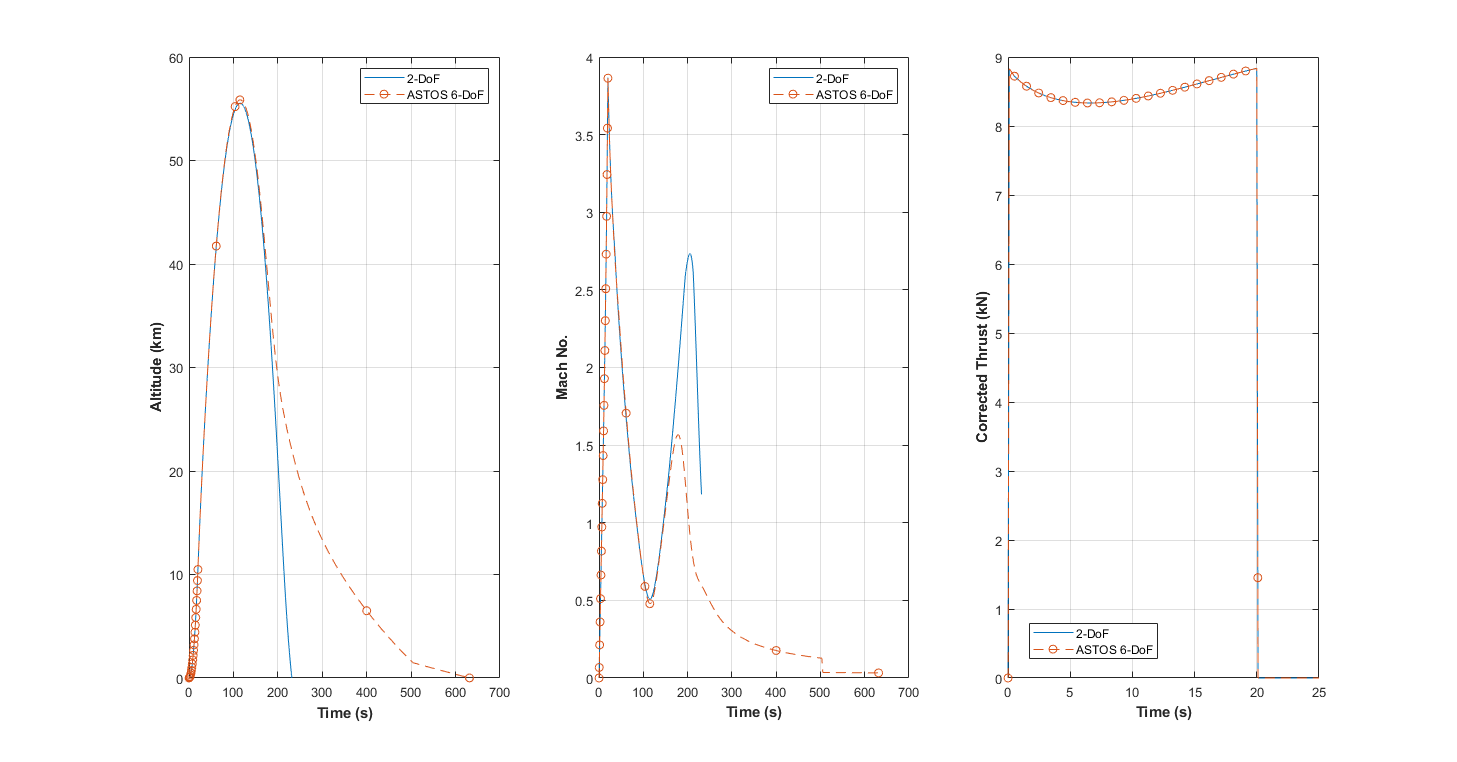 60
50
40
30
20
10
0
Altitude (km)
2-DoF
ASTOS 6-DoF
0 100 200 300 400 500 600 700
Time (s)
4
3.5
3
2.5
2
1.5
1
0.5
0
Mach No.
2-DoF
ASTOS 6-DoF
0 100 200 300 400 500 600 700
Time (s)
9
8
7
6
5
4
3
2
1
0
Corrected Thrust (kN)
2-DoF
ASTOS 6-DoF
0 5 10 15 20 25
Time (s)